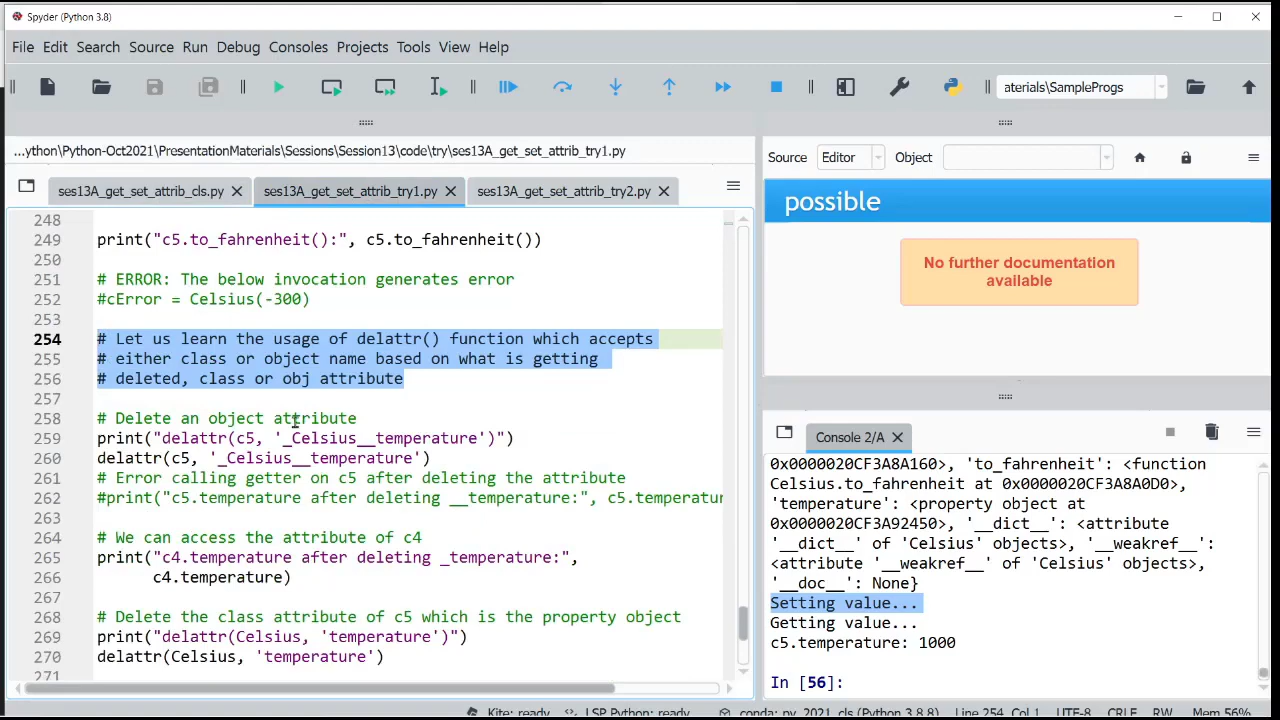 Spyder (Python 3.8)
File Edit Search Source Run Debug Consoles Projects Tools View Help
aterials\SampleProgs
...ython\Python-Oct2021\PresentationMaterials\Sessions\Session13\code\try\ses13A_get_set_attrib_try1.py
ses13A_get_set_attrib_cls.py ses13A_get_set_attrib_try1.py ses13A_get_set_attrib_try2.py
248
249 print("c5.to_fahrenheit():", c5.to_fahrenheit())
250
251 # ERROR: The below invocation generates error
252 #cError = Celsius(-300)
253
254 # Let us learn the usage of delattr() function which accepts
255 # either class or object name based on what is getting
256 # deleted, class or obj attribute
257
258 # Delete an object attribute
259 print("delattr(c5, '_Celsius__temperature')")
260 delattr(c5, '_Celsius__temperature')
261 # Error calling getter on c5 after deleting the attribute
262 #print("c5.temperature after deleting __temperature:", c5.temperatur
263
264 # We can access the attribute of c4
265 print("c4.temperature after deleting _temperature:",
266 c4.temperature)
267
268 # Delete the class attribute of c5 which is the property object
269 print("delattr(Celsius, 'temperature')")
270 delattr(Celsius, 'temperature')
271
Source Editor Object
possible
No further documentation
available
Console 2/A
0x0000020CF3A8A160>, 'to_fahrenheit': <function
Celsius.to_fahrenheit at 0x0000020CF3A8A0D0>,
'temperature': <property object at
0x0000020CF3A92450>, '__dict__': <attribute
'__dict__' of 'Celsius' objects>, '__weakref__':
<attribute '__weakref__' of 'Celsius' objects>,
'__doc__': None}
Setting value...
Getting value...
c5.temperature: 1000
In [56]:
Kite: ready LSP Python: ready conda: py_2021_cls (Python 3.8.8) Line 254, Col 1 UTF-8 CRLF RW Mem 56%